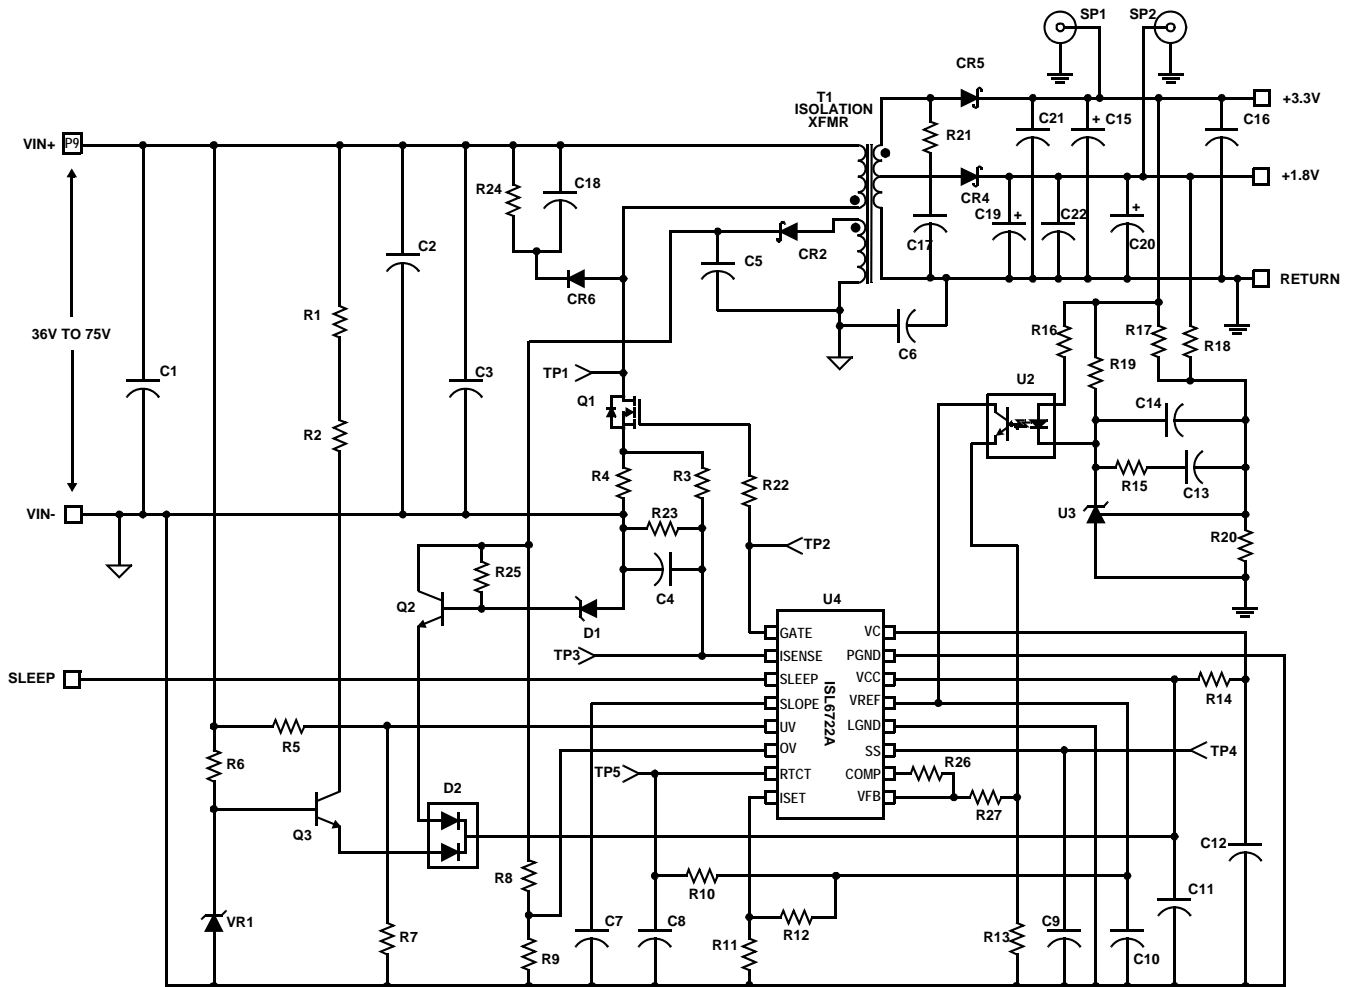 SP1
SP2
CR5
T1
ISOLATION
XFMR
+3.3V
C21
+ C15
C16
R21
VIN+
P9
+1.8V
R24
C18
CR4
C19 +
C22
+
C20
C17
C2
C5
CR2
CR6
RETURN
R1
36V TO 75V
R16
R17
R18
C6
R19
C1
C3
TP1
U2
Q1
C14
R2
R4
R3
R22
R15
C13
VIN-
R23
U3
TP2
R20
R25
C4
Q2
U4
D1
GATE
VC
TP3
ISENSE
PGND
SLEEP
SLEEP
VCC
R14
SLOPE
VREF
ISL6722A
UV
LGND
R5
OV
SS
TP4
R6
TP5
RTCT
COMP
R26
D2
ISET
VFB
R27
Q3
C12
R8
R10
C11
VR1
C7
C8
R12
R7
R11
R13
C9
R9
C10